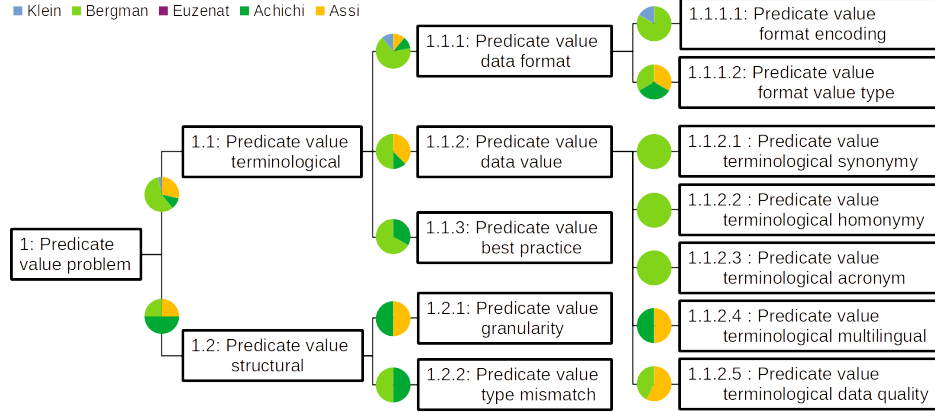 Klein Bergman Euzenat Achichi Assi
1: Predicate
value problem
1.1: Predicate value
terminological
1.2: Predicate value
structural
1.1.1: Predicate value
data format
1.1.2: Predicate value
data value
1.1.3: Predicate value
best practice
1.2.1: Predicate value
granularity
1.2.2: Predicate value
type mismatch
1.1.1.1: Predicate value
format encoding
1.1.1.2: Predicate value
format value type
1.1.2.1 : Predicate value
terminological synonymy
1.1.2.2 : Predicate value
terminological homonymy
1.1.2.3 : Predicate value
terminological acronym
1.1.2.4 : Predicate value
terminological multilingual
1.1.2.5 : Predicate value
terminological data quality